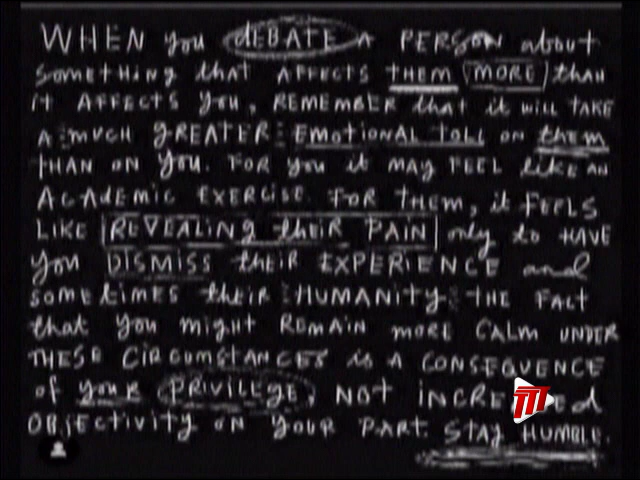 WHEN you DEBATE A PERSON about
something that AFFECTS THEM MORE than
it AFFECTS YOU, REMEMBER that it will TAKE
A MUCH GREATER EMOTIONAL TOLL on them
THAN ON YOU. FOR YOU it MAY FEEL LIKE AN
ACADEMIC EXERCISE. FOR THEM, it FEELS
LIKE REVEALING their PAIN only to HAVE
you DISMISS their EXPERIENCE and
sometimes their HUMANITY. THE FACT
that you might REMAIN MORE CALM UNDER
THESE CIRCUMSTANCES is A CONSEQUENCE
of your PRIVILEGE, NOT INCREASED
OBJECTIVITY ON YOUR PART. STAY HUMBLE.